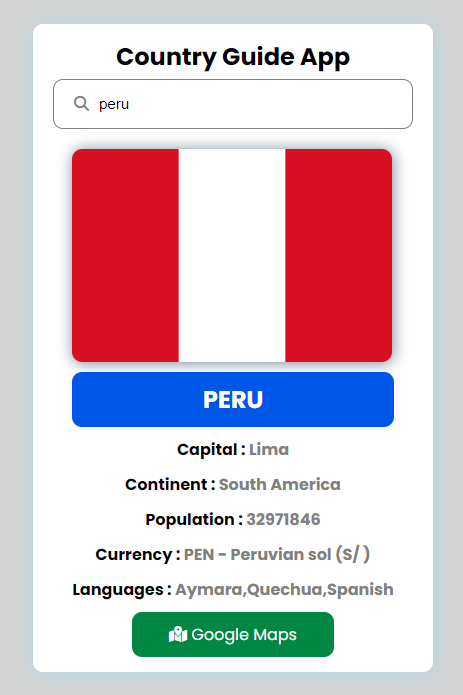 Country Guide App
peru
PERU
Capital : Lima
Continent : South America
Population : 32971846
Currency : PEN - Peruvian sol (S/ )
Languages : Aymara,Quechua,Spanish
Google Maps